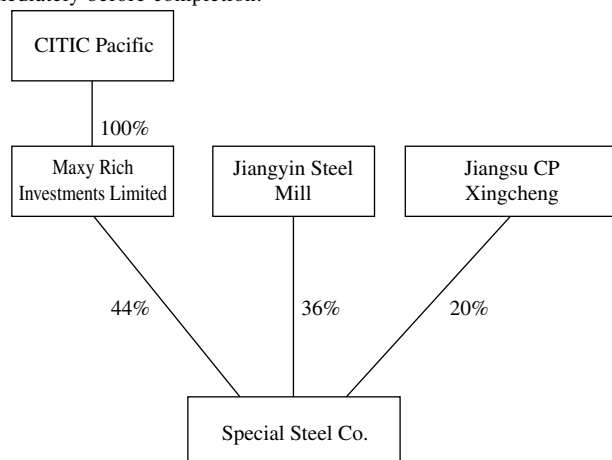 before completion.
CITIC Pacific
100%
Maxy Rich
Investments Limited
Jiangyin Steel
Mill
Jiangsu CP
Xingcheng
44%
36%
20%
Special Steel Co.